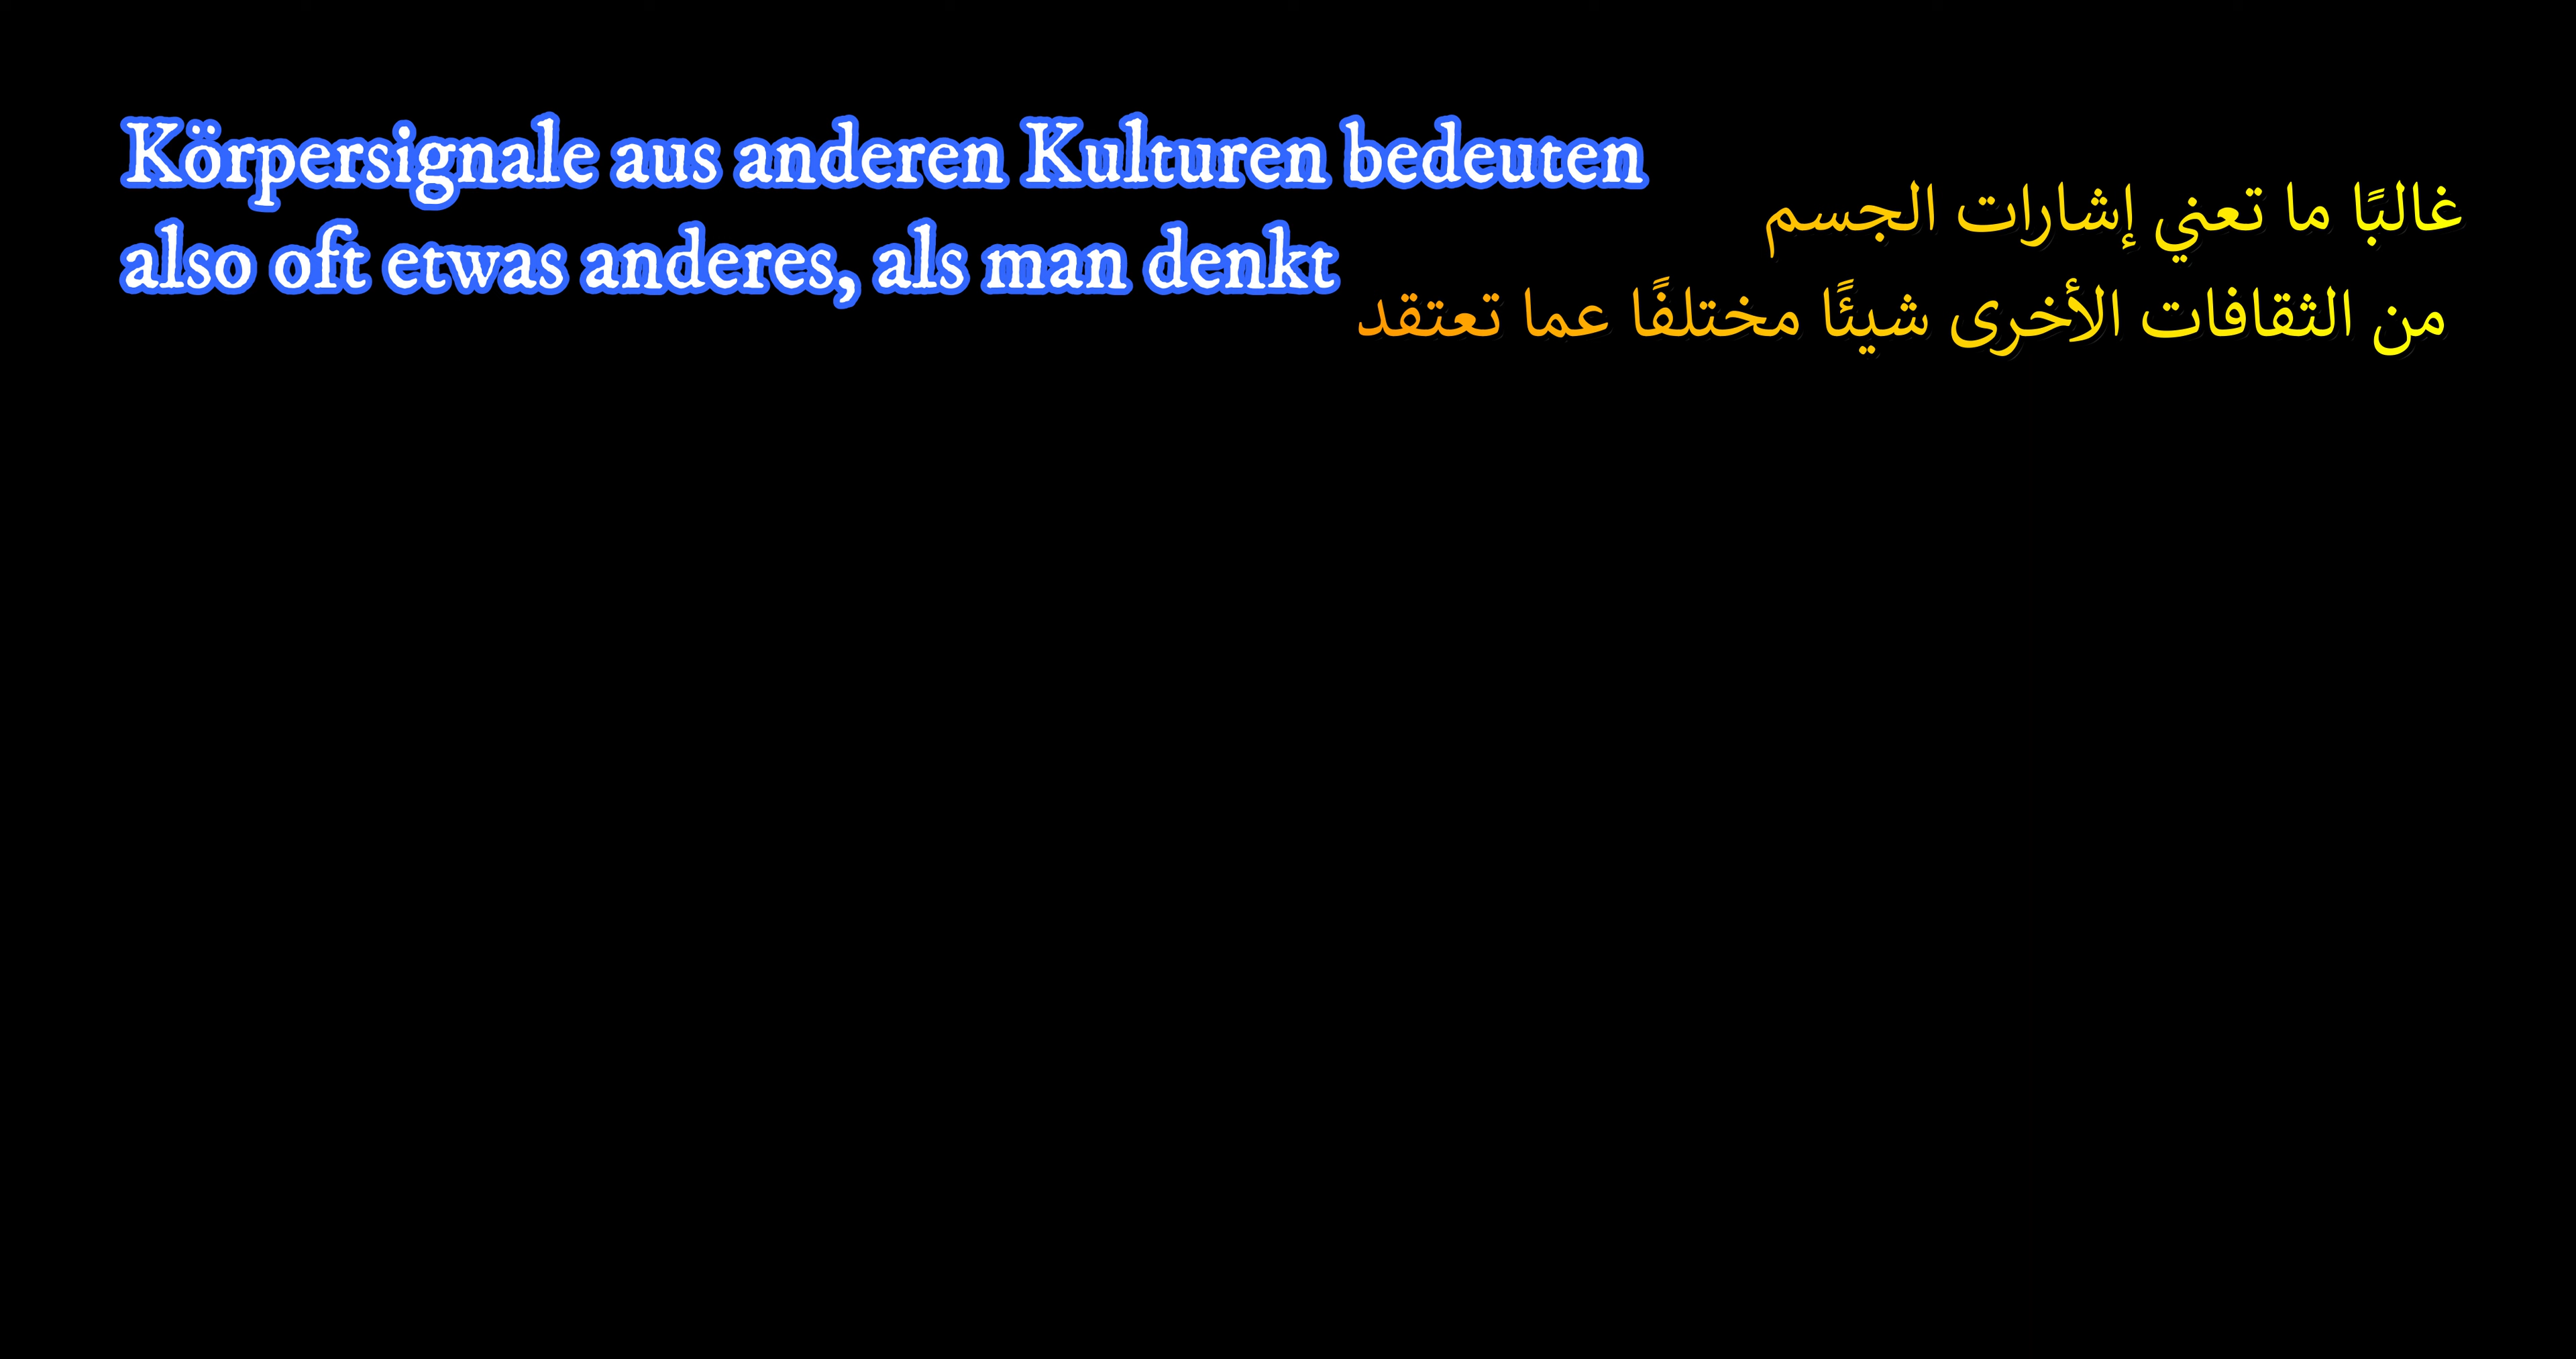 Körpersignale aus anderen Kulturen bedeuten
also oft etwas anderes, als man denkt
غالبًا ما تعني إشارات الجسم
من الثقافات الأخرى شيئًا مختلفًا عما تعتقد